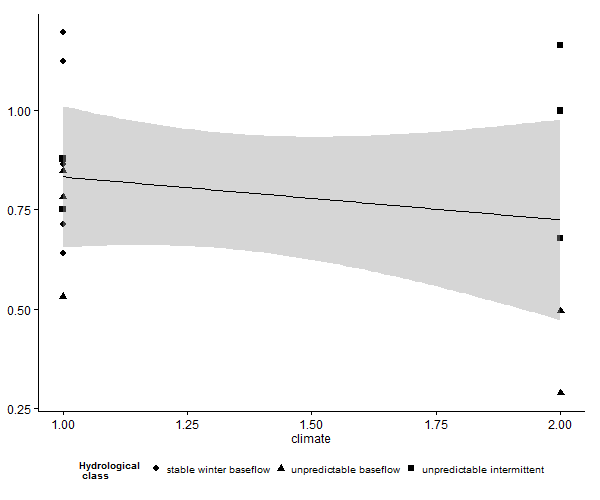 1.00
0.75
0.50
0.25
1.00 1.25 1.50 1.75 2.00
climate
Hydrological
class
stable winter baseflow unpredictable baseflow unpredictable intermittent